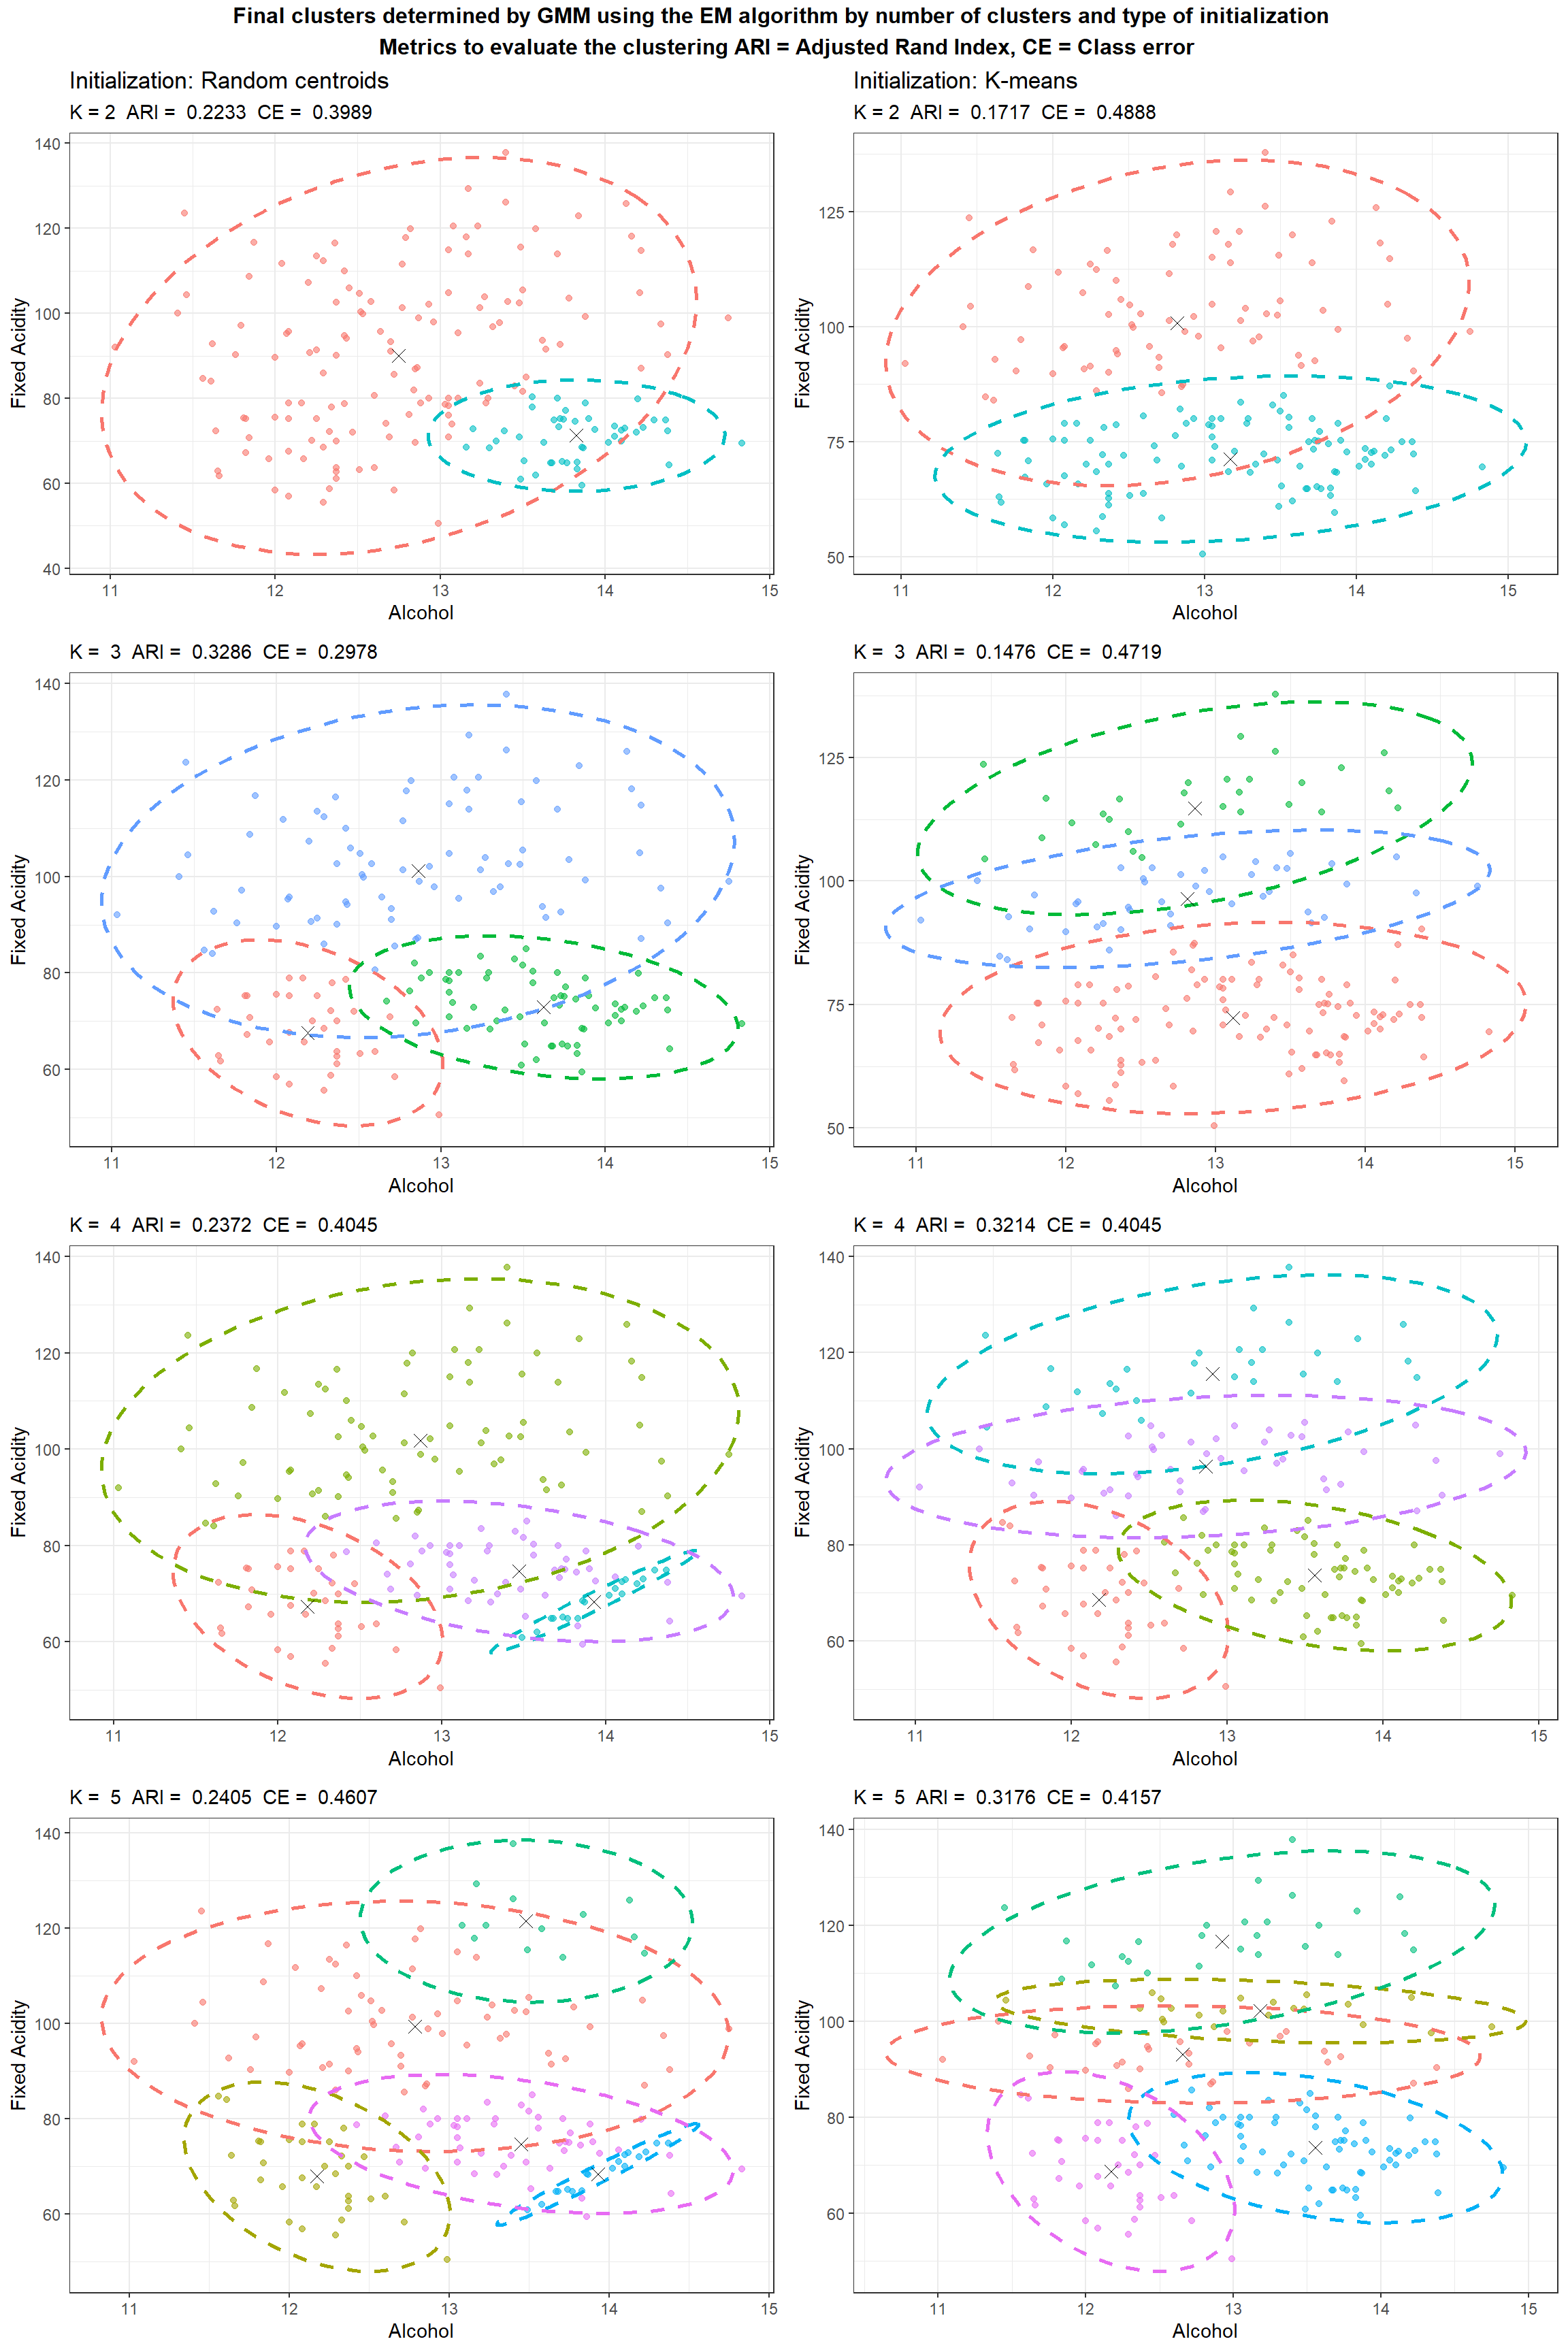 Final clusters determined by GMM using the EM algorithm by number of clusters and type of initialization
Metrics to evaluate the clustering ARI = Adjusted Rand Index, CE = Class error
Initialization: Random centroids
K = 2 ARI = 0.2233 CE = 0.3989
140
120
100
80
60
40
Fixed Acidity
11 12 13 14 15
Alcohol
Initialization: K-means
K = 2 ARI = 0.1717 CE = 0.4888
125
100
75
50
Fixed Acidity
11 12 13 14 15
Alcohol
K = 3 ARI = 0.3286 CE = 0.2978
140
120
100
80
60
Fixed Acidity
11 12 13 14 15
Alcohol
K = 3 ARI = 0.1476 CE = 0.4719
125
100
75
50
Fixed Acidity
11 12 13 14 15
Alcohol
K = 4 ARI = 0.2372 CE = 0.4045
140
120
100
80
60
Fixed Acidity
11 12 13 14 15
Alcohol
K = 4 ARI = 0.3214 CE = 0.4045
140
120
100
80
60
Fixed Acidity
11 12 13 14 15
Alcohol
K = 5 ARI = 0.2405 CE = 0.4607
140
120
100
80
60
Fixed Acidity
11 12 13 14 15
Alcohol
K = 5 ARI = 0.3176 CE = 0.4157
140
120
100
80
60
Fixed Acidity
11 12 13 14 15
Alcohol